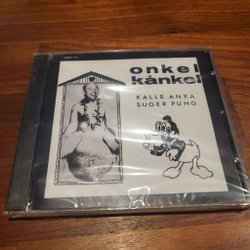 onkel
kånkel
KALLE ANKA
SUGER PUNG